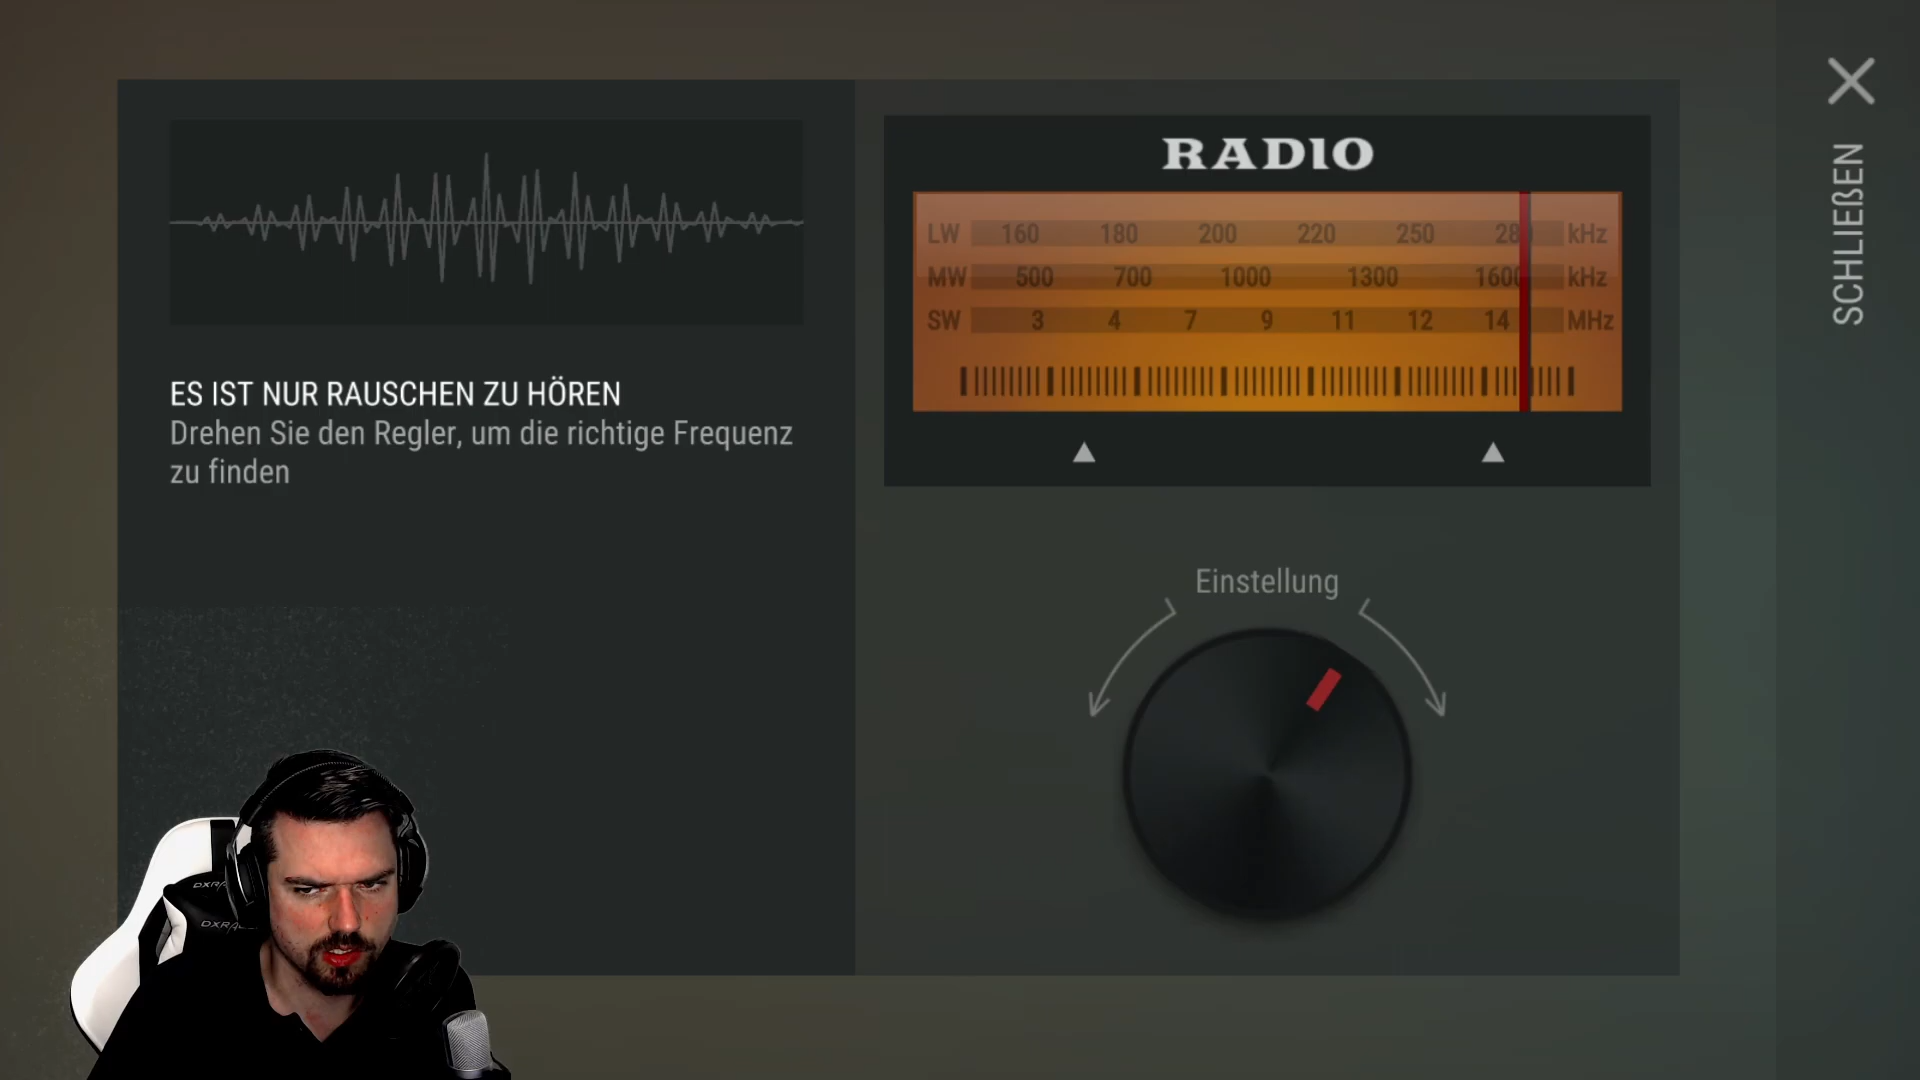 SCHLIEßEN
RADIO
LW 160 180 200 220 250 280 kHz
MW 500 700 1000 1300 1600 kHz
SW 3 4 7 9 11 12 14 MHz
ES IST NUR RAUSCHEN ZU HÖREN
Drehen Sie den Regler, um die richtige Frequenz
zu finden
Einstellung